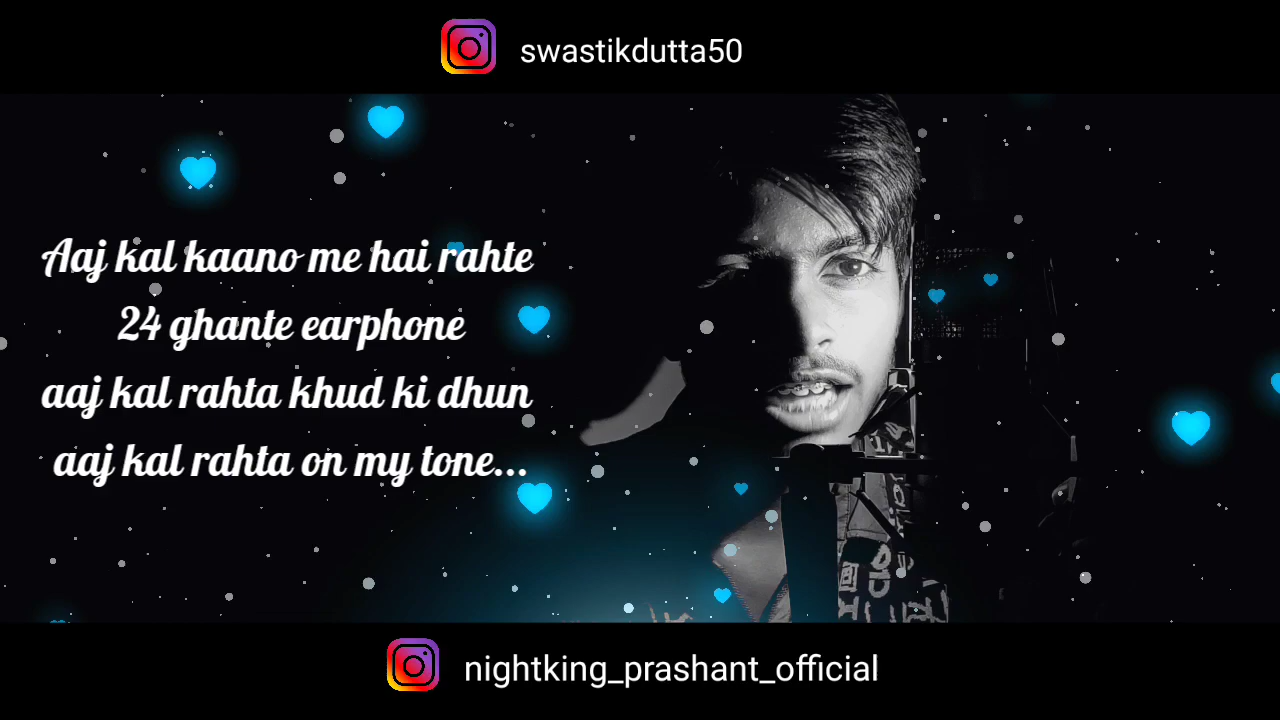 swastikdutta50
Aaj kal kaano me hai rahte
24 ghante earphone
aaj kal rahta khud ki dhun
aaj kal rahta on my tone...
nightking_prashant_official